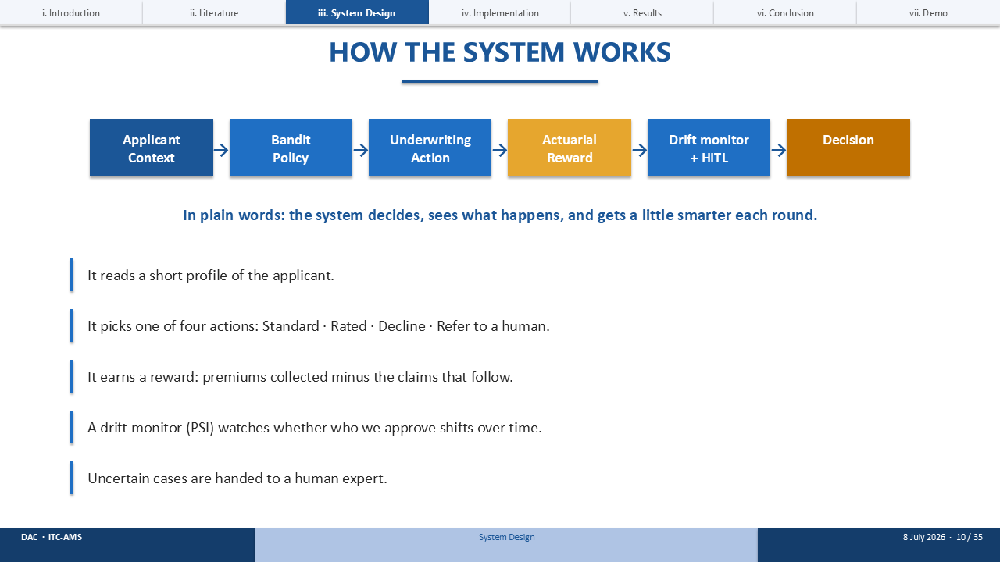 i. Introduction
ii. Literature
iii. System Design
iv. Implementation
v. Results
vi. Conclusion
vii. Demo
HOW THE SYSTEM WORKS
Applicant
Context
Bandit
Policy
Underwriting
Action
Actuarial
Reward
Drift monitor
+ HITL
Decision
In plain words: the system decides, sees what happens, and gets a little smarter each round.
It reads a short profile of the applicant.
It picks one of four actions: Standard · Rated · Decline · Refer to a human.
It earns a reward: premiums collected minus the claims that follow.
A drift monitor (PSI) watches whether who we approve shifts over time.
Uncertain cases are handed to a human expert.
DAC · ITC-AMS
System Design
8 July 2026 · 10 / 35